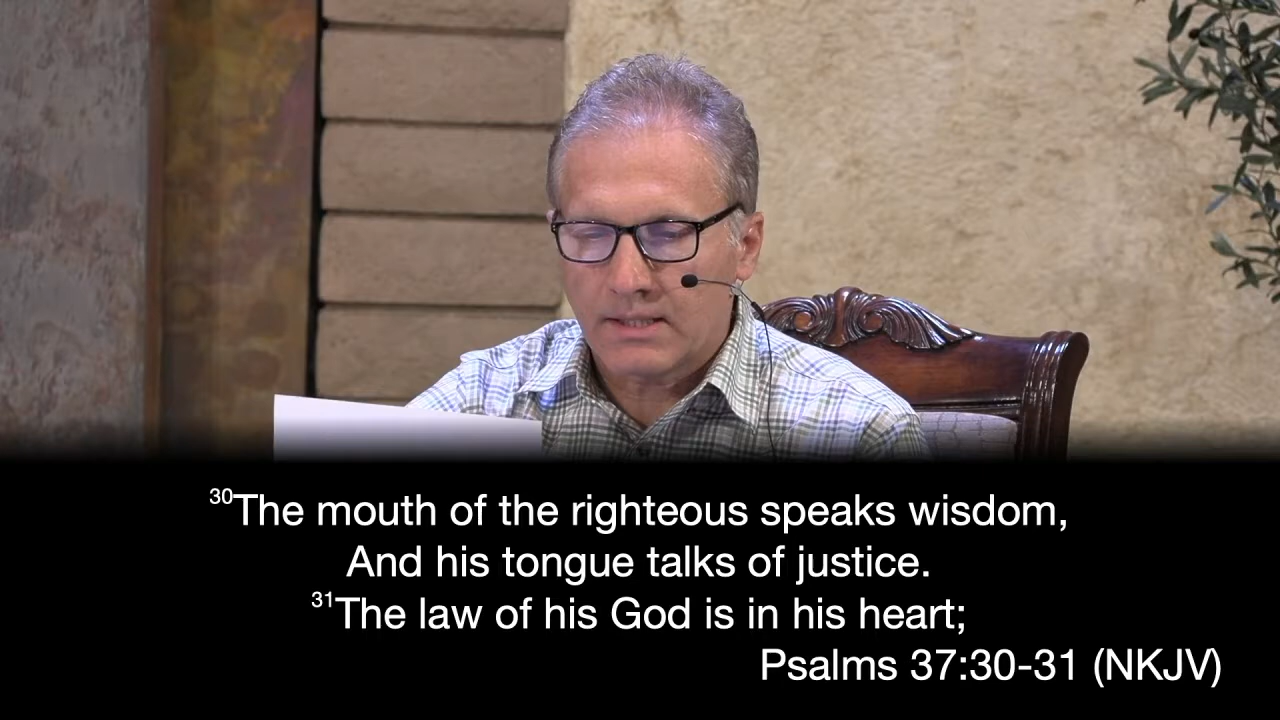 30The mouth of the righteous speaks wisdom,
And his tongue talks of justice.
31The law of his God is in his heart;
Psalms 37:30-31 (NKJV)